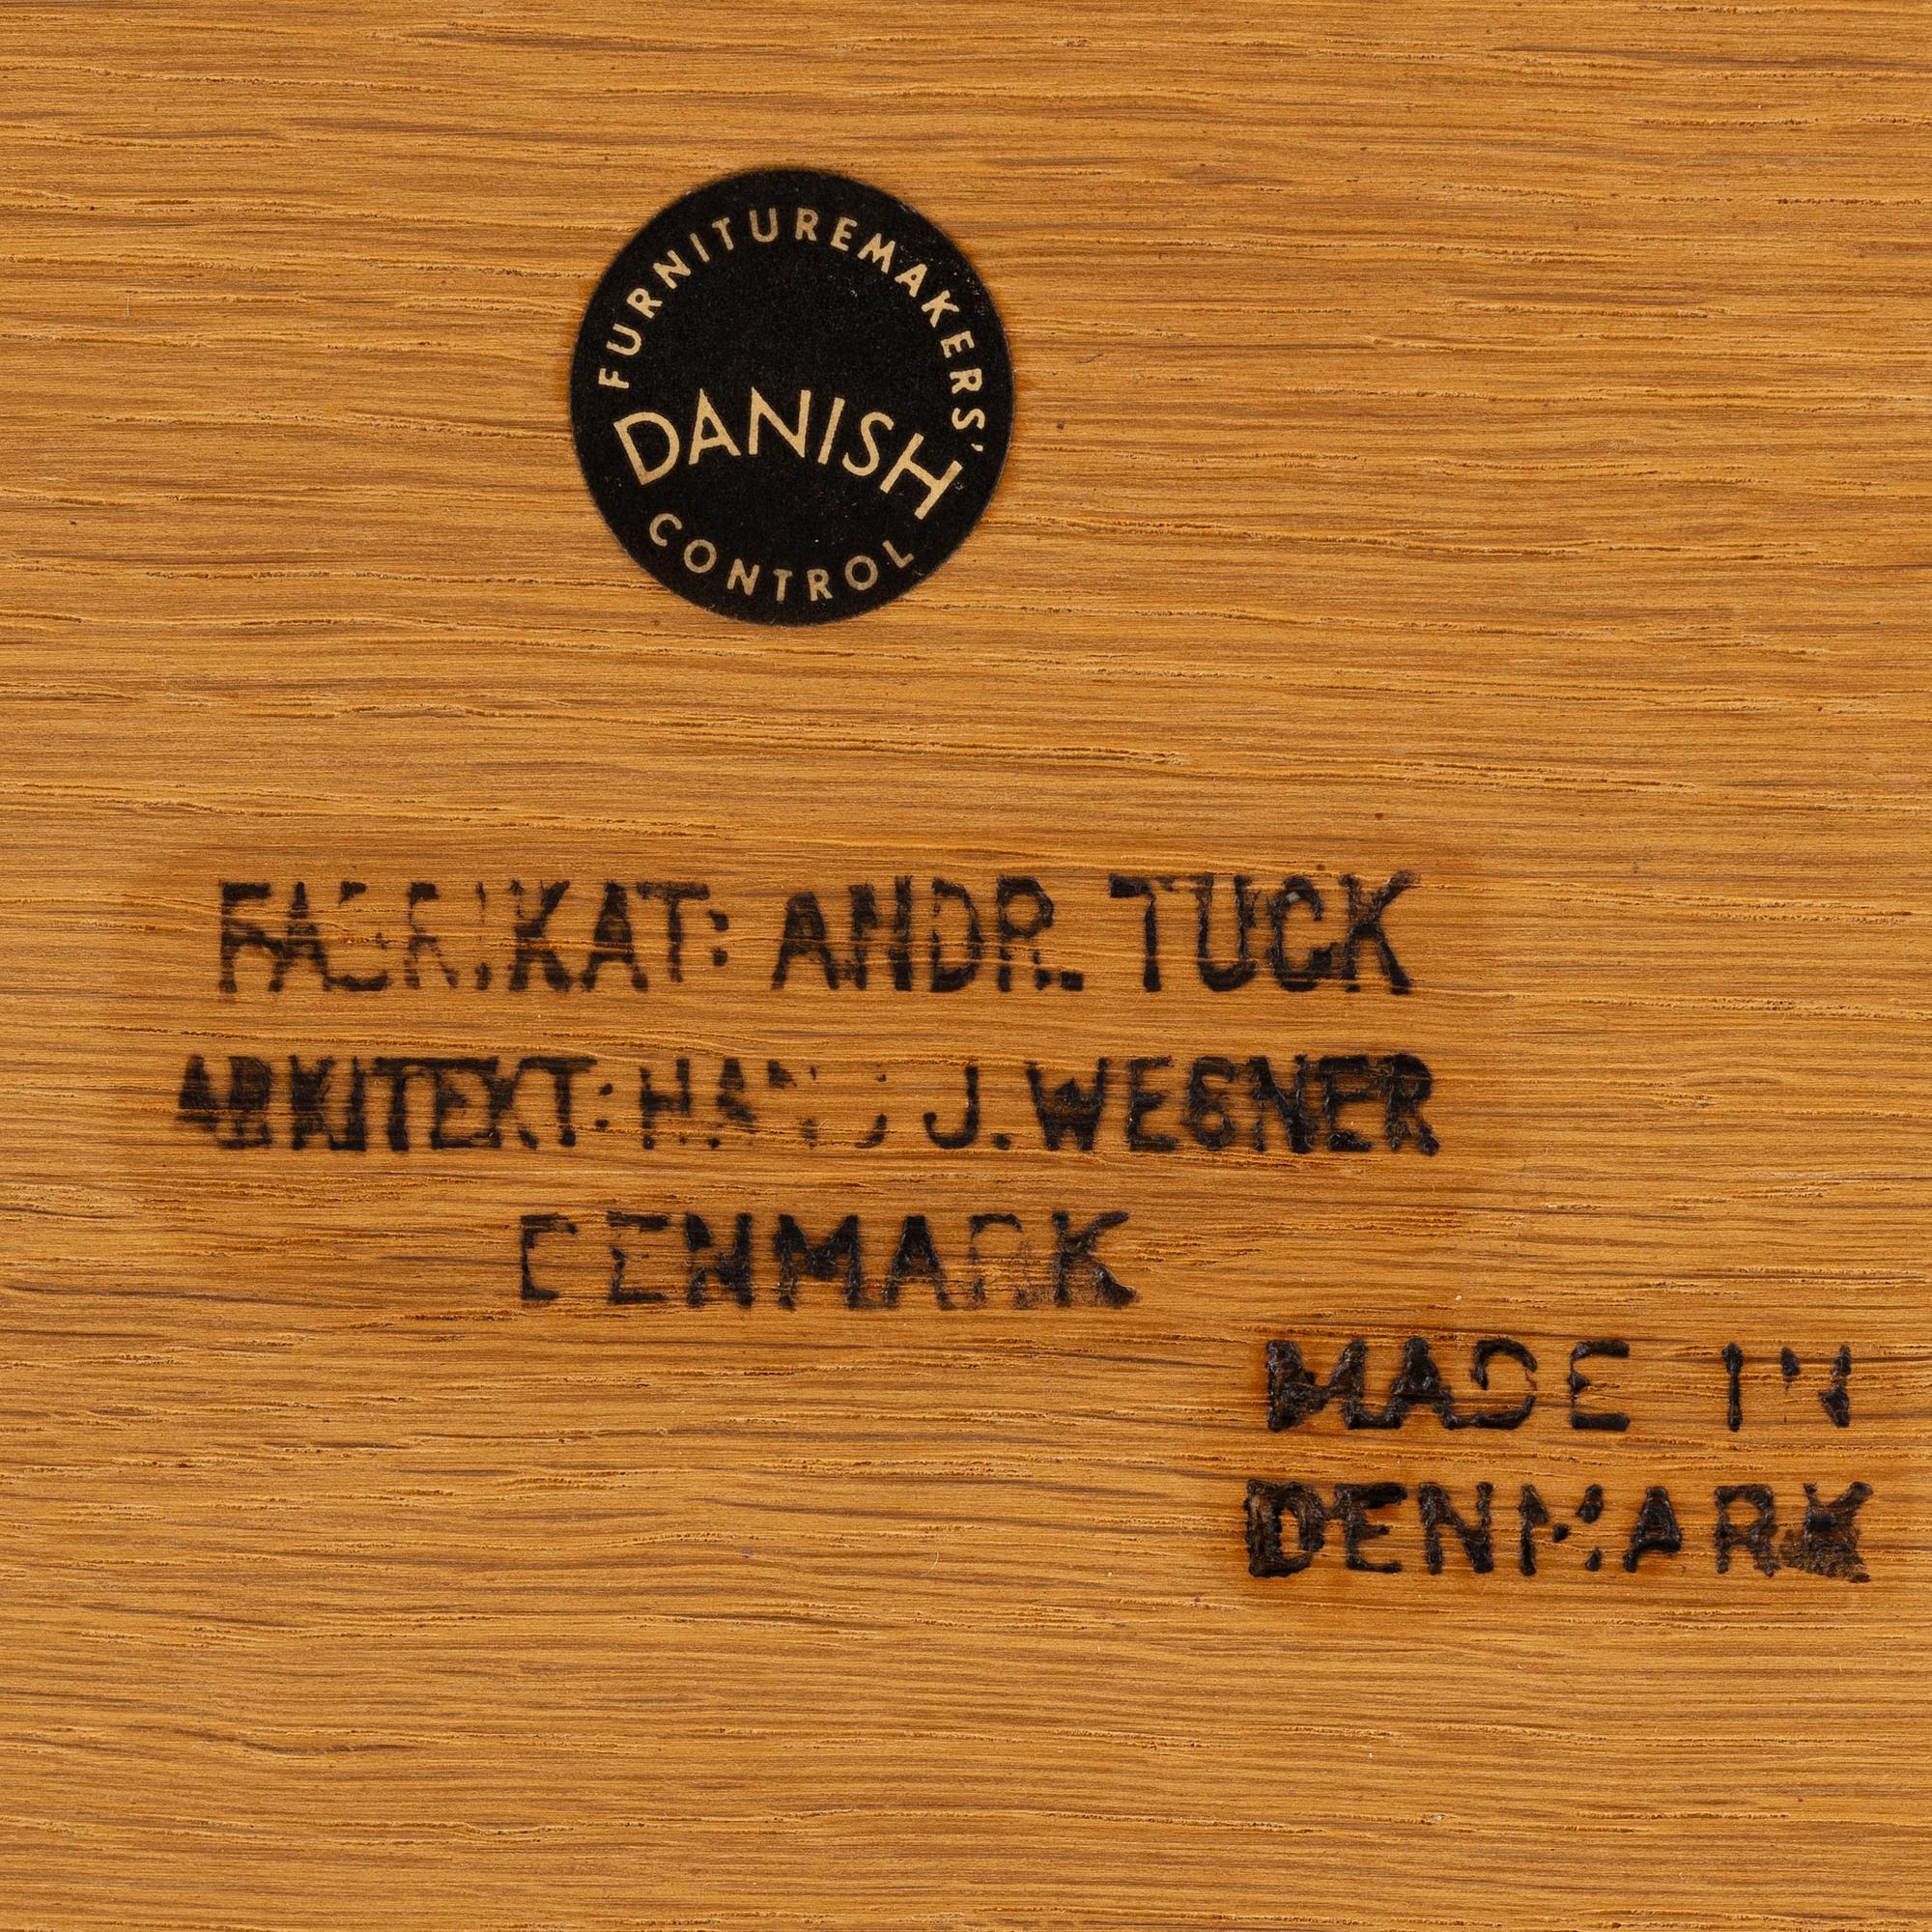 FURNITUREMAKERS'
DANISH
CONTROL
FABRIKAT: ANDR. TUCK
ARKITEKT: HANS J. WEGNER
DENMARK
MADE IN
DENMARK